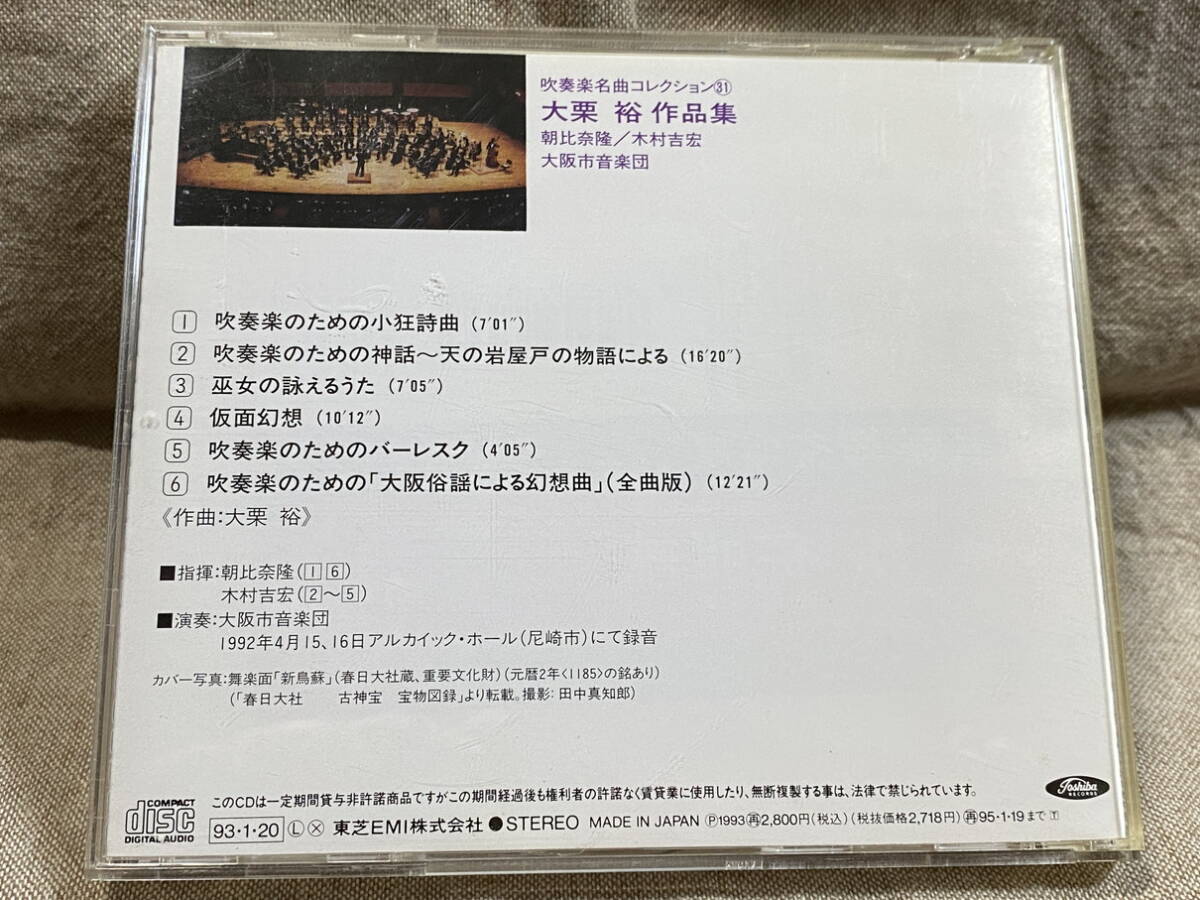 吹奏楽名曲コレクション㉛
大栗 裕 作品集
朝比奈隆／木村吉宏
大阪市音楽団
1 吹奏楽のための小狂詩曲 (7′01″)
2 吹奏楽のための神話～天の岩屋戸の物語による (16′20″)
3 巫女の詠えるうた (7′05″)
4 仮面幻想 (10′12″)
5 吹奏楽のためのバーレスク (4′05″)
6 吹奏楽のための「大阪俗謡による幻想曲」(全曲版) (12′21″)
《作曲:大栗 裕》
■指揮:朝比奈隆(1 6)
木村吉宏(2～5)
■演奏:大阪市音楽団
1992年4月15、16日アルカイック・ホール(尼崎市)にて録音
カバー写真:舞楽面「新鳥蘇」(春日大社蔵、重要文化財)(元暦2年<1185>の銘あり)
(「春日大社 古神宝 宝物図録」より転載。撮影:田中真知郎)
Toshiba
RECORDS
このCDは一定期間貸与非許諾商品ですがこの期間経過後も権利者の許諾なく賃貸業に使用したり、無断複製する事は、法律で禁じられています。
COMPACT
disc
DIGITAL AUDIO
93・1・20 Ⓛ ⓧ 東芝EMI株式会社 ●STEREO MADE IN JAPAN Ⓟ1993 再2,800円(税込)(税抜価格2,718円) 再95・1・19まで T